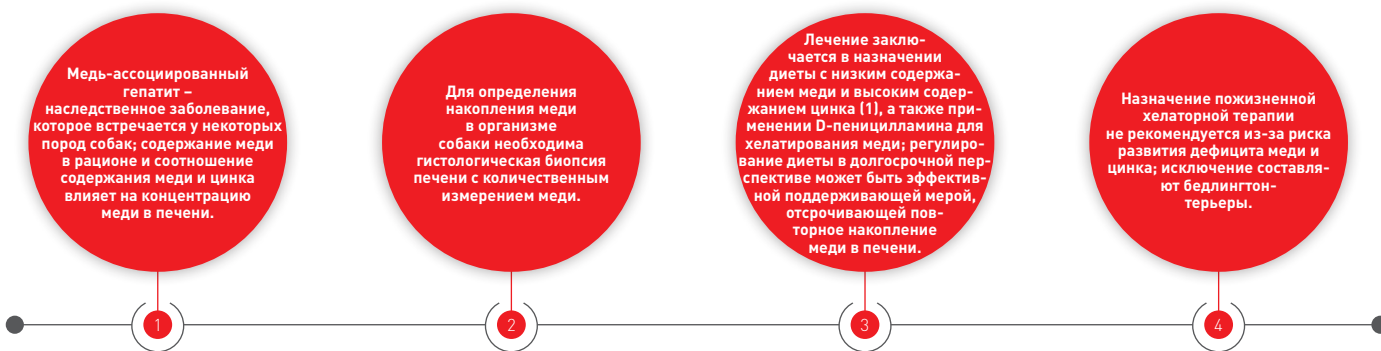 Медь-ассоциированный
гепатит –
наследственное заболевание,
которое встречается у некоторых
пород собак; содержание меди
в рационе и соотношение
содержания меди и цинка
влияет на концентрацию
меди в печени.
1
Для определения
накопления меди
в организме
собаки необходима
гистологическая биопсия
печени с количественным
измерением меди.
2
Лечение заклю-
чается в назначении
диеты с низким содержа-
нием меди и высоким содер-
жанием цинка (1), а также при-
менении D-пеницилламина для
хелатирования меди; регулиро-
вание диеты в долгосрочной пер-
спективе может быть эффектив-
ной поддерживающей мерой,
отсрочивающей пов-
торное накопление
меди в печени.
3
Назначение пожизненной
хелаторной терапии
не рекомендуется из-за риска
развития дефицита меди и
цинка; исключение составля-
ют бедлингтон-
терьеры.
4